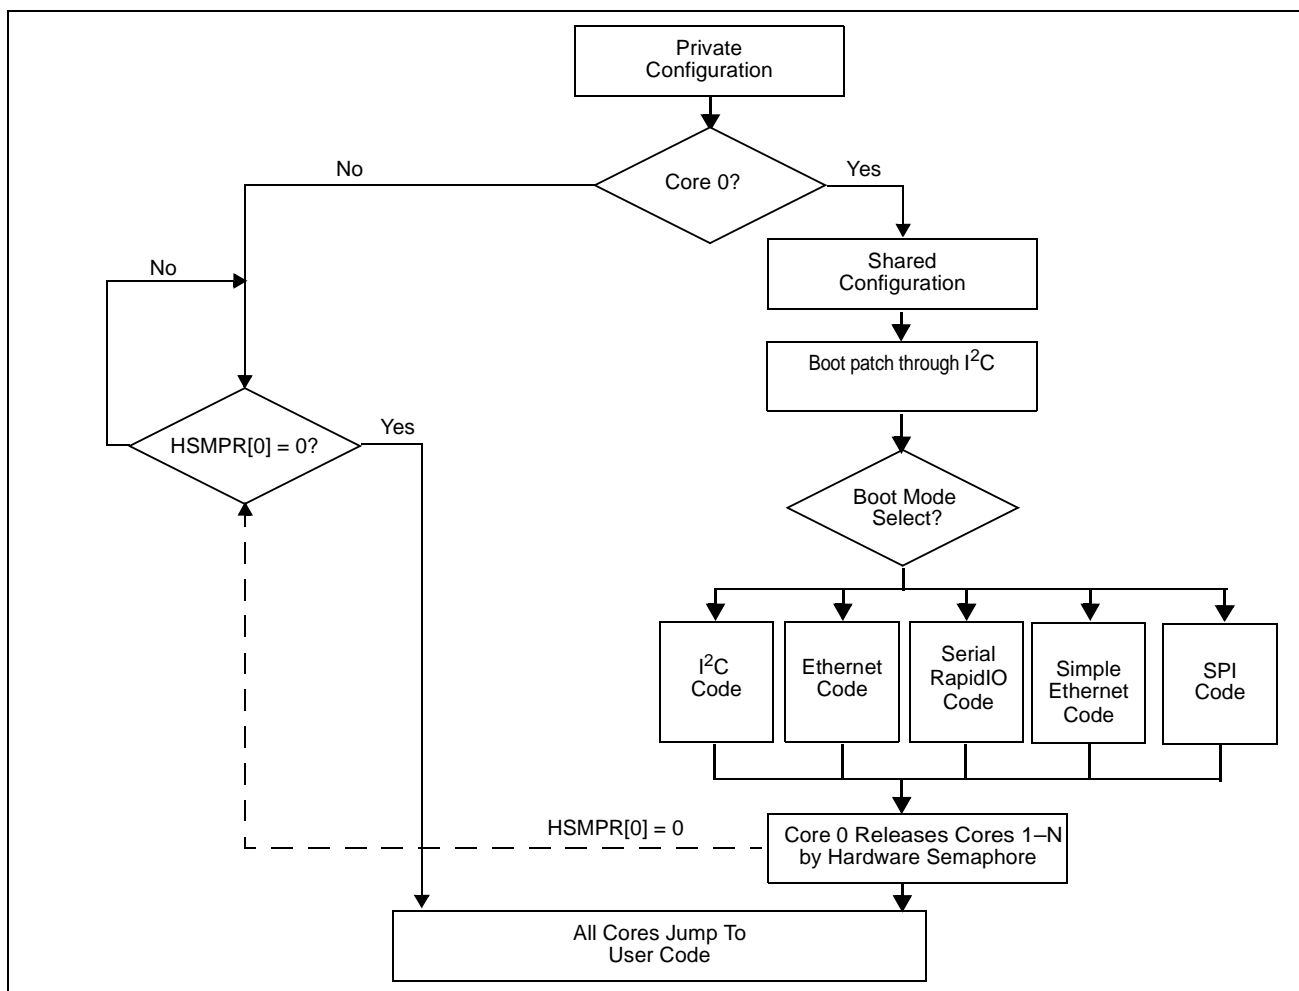 Private
Configuration
No
Yes
Core 0?
No
Shared
Configuration
Boot patch through I²C
HSMPR[0] = 0?
Yes
Boot Mode
Select?
I²C
Code
Ethernet
Code
Serial
RapidIO
Code
Simple
Ethernet
Code
SPI
Code
HSMPR[0] = 0
Core 0 Releases Cores 1–N
by Hardware Semaphore
All Cores Jump To
User Code